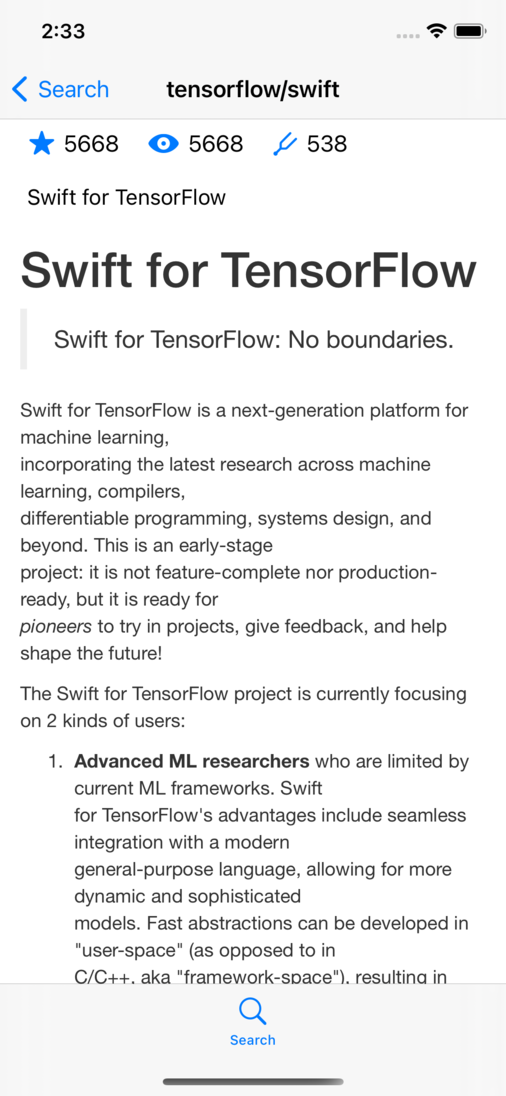 2:33
Search
tensorflow/swift
5668 5668 538
Swift for TensorFlow
Swift for TensorFlow
Swift for TensorFlow: No boundaries.
Swift for TensorFlow is a next-generation platform for
machine learning,
incorporating the latest research across machine
learning, compilers,
differentiable programming, systems design, and
beyond. This is an early-stage
project: it is not feature-complete nor production-
ready, but it is ready for
pioneers to try in projects, give feedback, and help
shape the future!
The Swift for TensorFlow project is currently focusing
on 2 kinds of users:
1. Advanced ML researchers who are limited by
current ML frameworks. Swift
for TensorFlow's advantages include seamless
integration with a modern
general-purpose language, allowing for more
dynamic and sophisticated
models. Fast abstractions can be developed in
"user-space" (as opposed to in
C/C++, aka "framework-space"), resulting in
Search